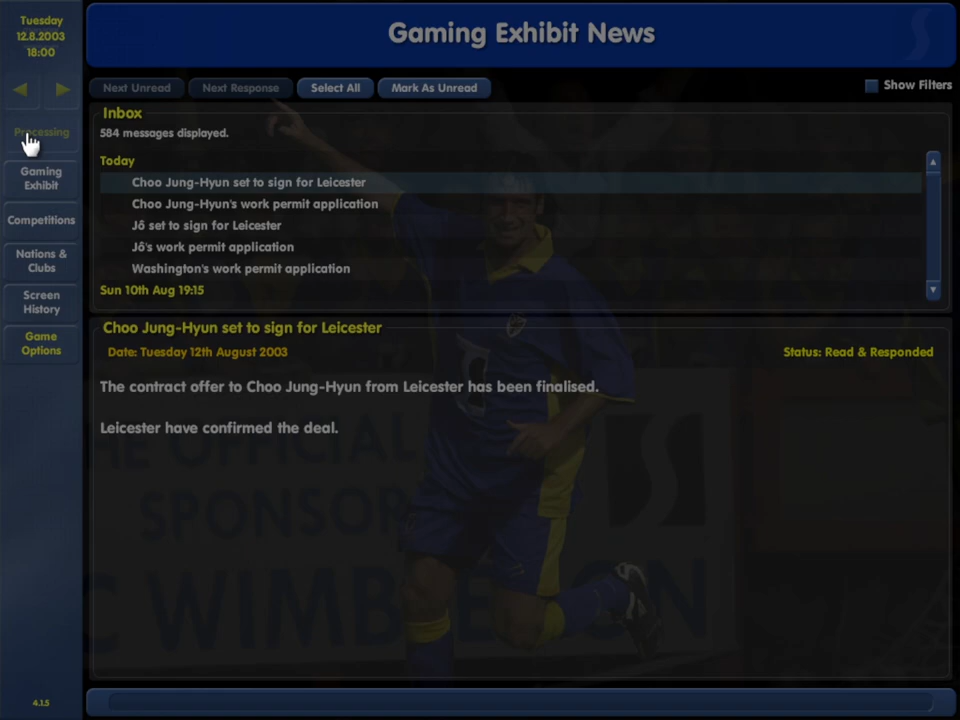 Tuesday
12.8.2003
18:00
Processing
Gaming
Exhibit
Competitions
Nations &
Clubs
Screen
History
Game
Options
4.1.5
Gaming Exhibit News
Next Unread
Next Response
Select All
Mark As Unread
Show Filters
Inbox
584 messages displayed.
Today
Choo Jung-Hyun set to sign for Leicester
Choo Jung-Hyun's work permit application
Jô set to sign for Leicester
Jô's work permit application
Washington's work permit application
Sun 10th Aug 19:15
Choo Jung-Hyun set to sign for Leicester
Date: Tuesday 12th August 2003
Status: Read & Responded
The contract offer to Choo Jung-Hyun from Leicester has been finalised.
Leicester have confirmed the deal.
HE OFFICIAL
SPONSOR
C WIMB